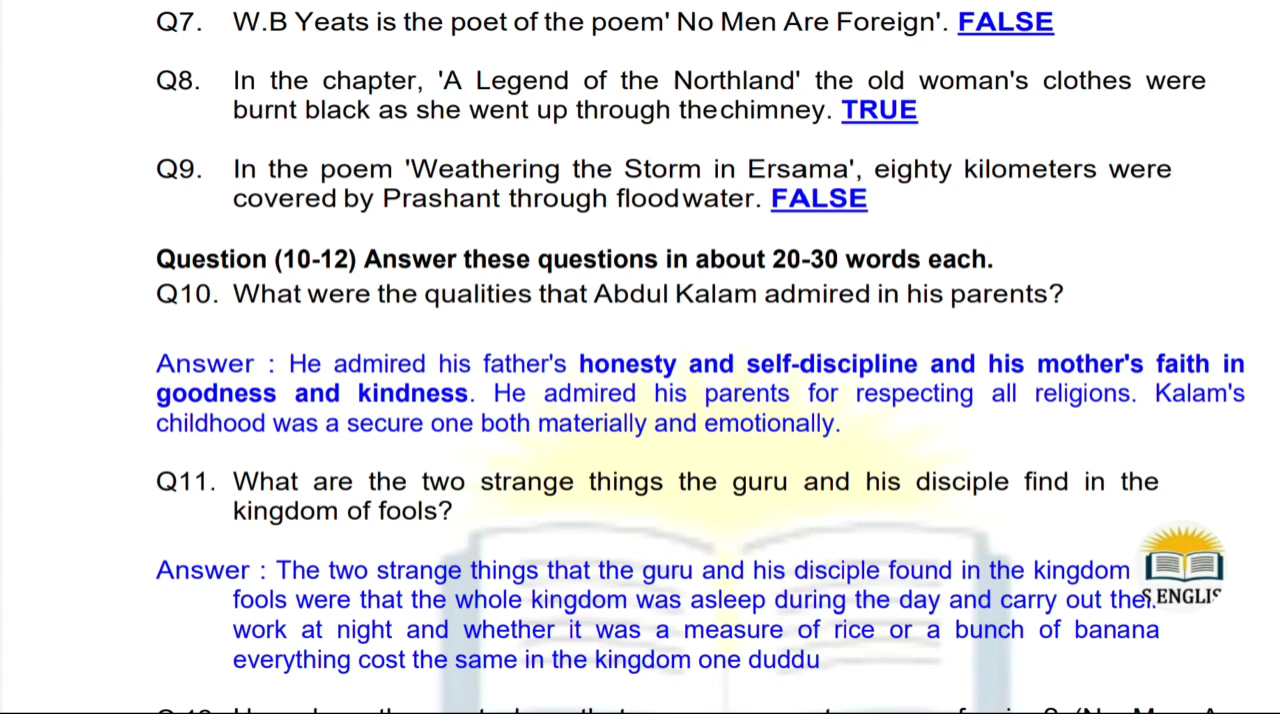 Q7. W.B Yeats is the poet of the poem' No Men Are Foreign'. FALSE
Q8. In the chapter, 'A Legend of the Northland' the old woman's clothes were
burnt black as she went up through thechimney. TRUE
Q9. In the poem 'Weathering the Storm in Ersama', eighty kilometers were
covered by Prashant through floodwater. FALSE
Question (10-12) Answer these questions in about 20-30 words each.
Q10. What were the qualities that Abdul Kalam admired in his parents?
Answer : He admired his father's honesty and self-discipline and his mother's faith in
goodness and kindness. He admired his parents for respecting all religions. Kalam's
childhood was a secure one both materially and emotionally.
Q11. What are the two strange things the guru and his disciple find in the
kingdom of fools?
Answer : The two strange things that the guru and his disciple found in the kingdom
fools were that the whole kingdom was asleep during the day and carry out
S ENGLIS
work at night and whether it was a measure of rice or a bunch of banana
everything cost the same in the kingdom one duddu